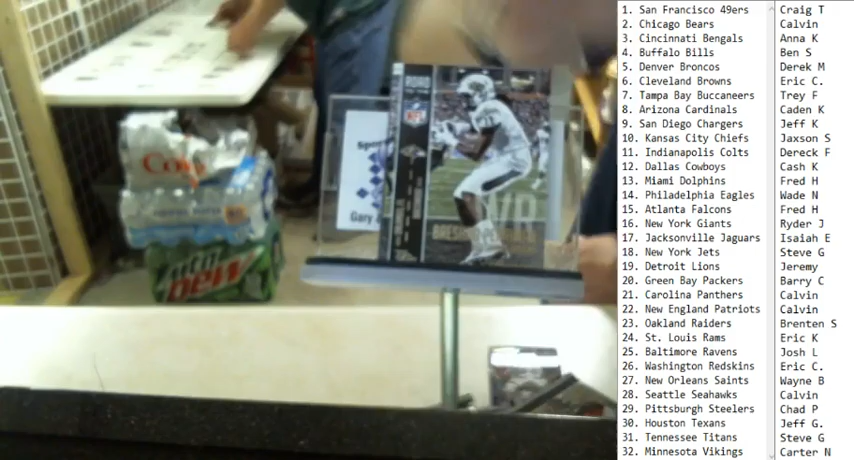 1. San Francisco 49ers Craig T
2. Chicago Bears Calvin
3. Cincinnati Bengals Anna K
4. Buffalo Bills Ben S
5. Denver Broncos Derek M
6. Cleveland Browns Eric C.
7. Tampa Bay Buccaneers Trey F
8. Arizona Cardinals Caden K
9. San Diego Chargers Jeff K
10. Kansas City Chiefs Jaxson S
11. Indianapolis Colts Dereck F
12. Dallas Cowboys Cash K
13. Miami Dolphins Fred H
14. Philadelphia Eagles Wade N
15. Atlanta Falcons Fred H
16. New York Giants Ryder J
17. Jacksonville Jaguars Isaiah E
18. New York Jets Steve G
19. Detroit Lions Jeremy
20. Green Bay Packers Barry C
21. Carolina Panthers Calvin
22. New England Patriots Calvin
23. Oakland Raiders Brenten S
24. St. Louis Rams Eric K
25. Baltimore Ravens Josh L
26. Washington Redskins Eric C.
27. New Orleans Saints Wayne B
28. Seattle Seahawks Calvin
29. Pittsburgh Steelers Chad P
30. Houston Texans Jeff G.
31. Tennessee Titans Steve G
32. Minnesota Vikings Carter N
NFL
WR
Gary